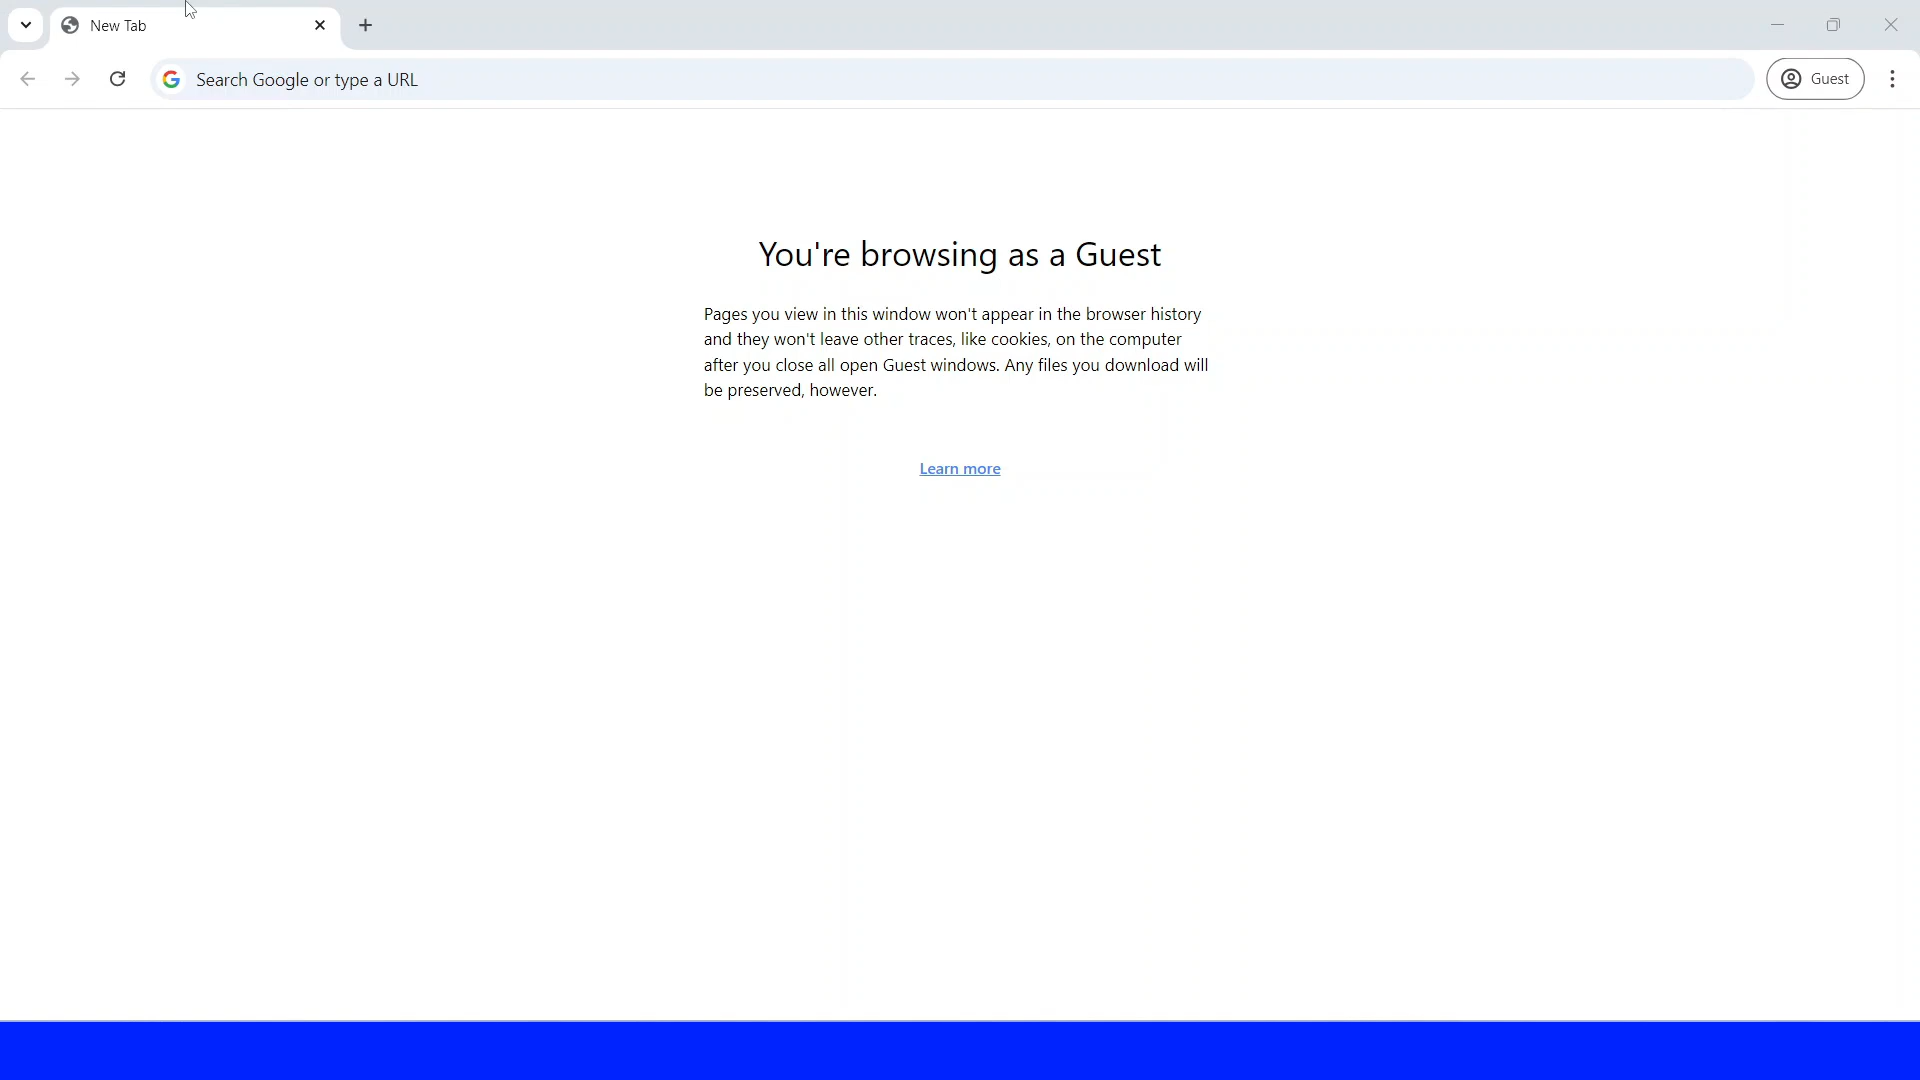 New Tab
Search Google or type a URL
Guest
You're browsing as a Guest
Pages you view in this window won't appear in the browser history
and they won't leave other traces, like cookies, on the computer
after you close all open Guest windows. Any files you download will
be preserved, however.
Learn more